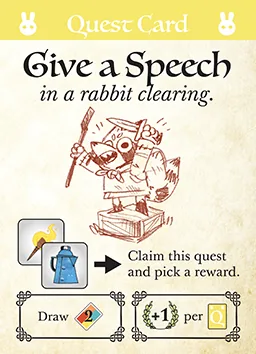 Quest Card
Give a Speech
in a rabbit clearing.
Claim this quest
and pick a reward.
Draw 2
+1 per Q